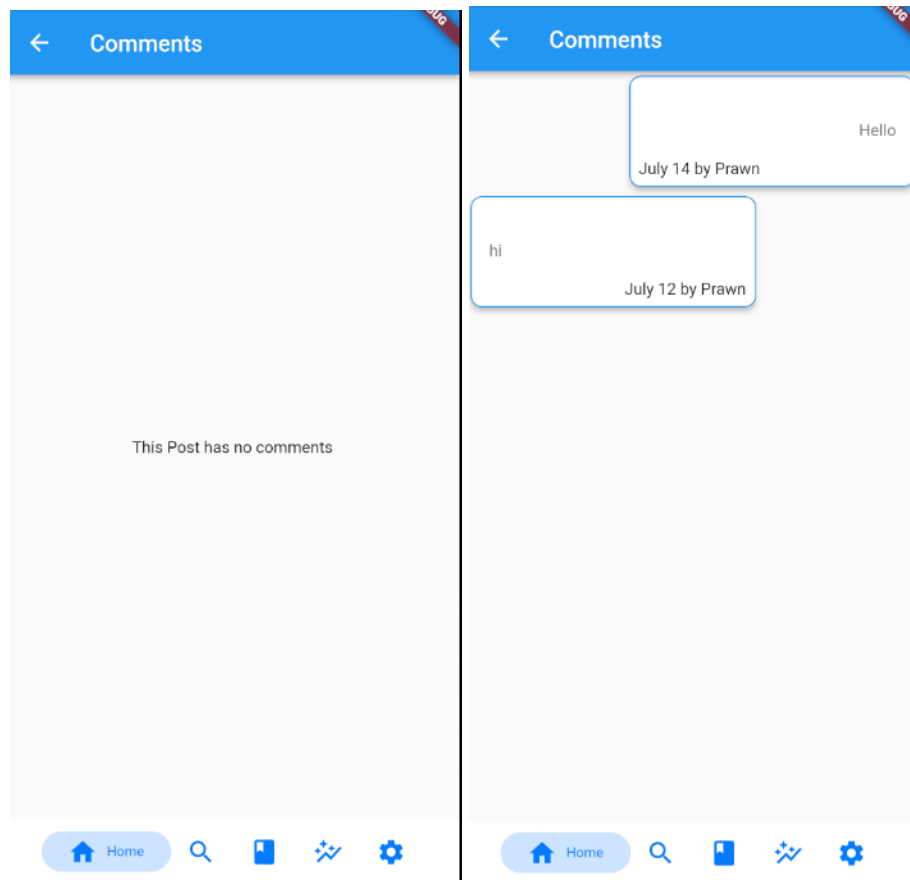 Comments
This Post has no comments
Home
Comments
Hello
July 14 by Prawn
hi
July 12 by Prawn
Home